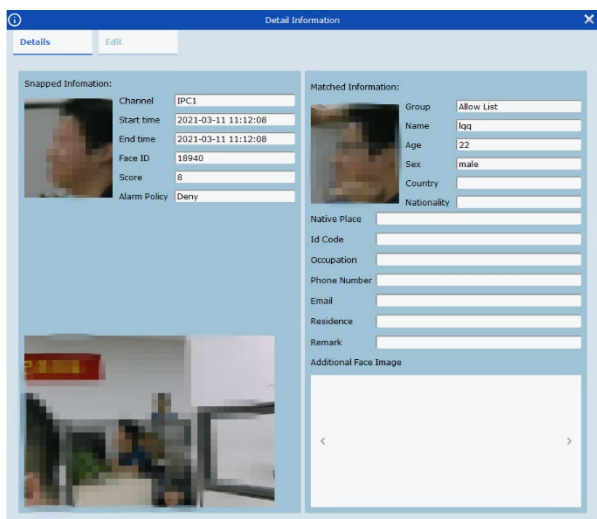 Detail Information
Details
Edit
Snapped Infomation:
Channel IPC1
Start time 2021-03-11 11:12:08
End time 2021-03-11 11:12:08
Face ID 18940
Score 8
Alarm Policy Deny
Matched Information:
Group Allow List
Name lqq
Age 22
Sex male
Country
Nationality
Native Place
Id Code
Occupation
Phone Number
Email
Residence
Remark
Additional Face Image